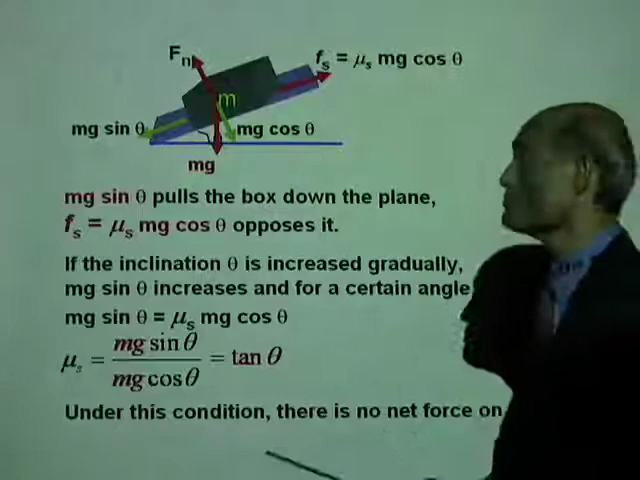 Fn
fs = μs mg cos θ
m
mg sin θ
mg cos θ
mg
mg sin θ pulls the box down the plane,
fs = μs mg cos θ opposes it.
If the inclination θ is increased gradually,
mg sin θ increases and for a certain angle
mg sin θ = μs mg cos θ
μs = mg sin θ / mg cos θ = tan θ
Under this condition, there is no net force on